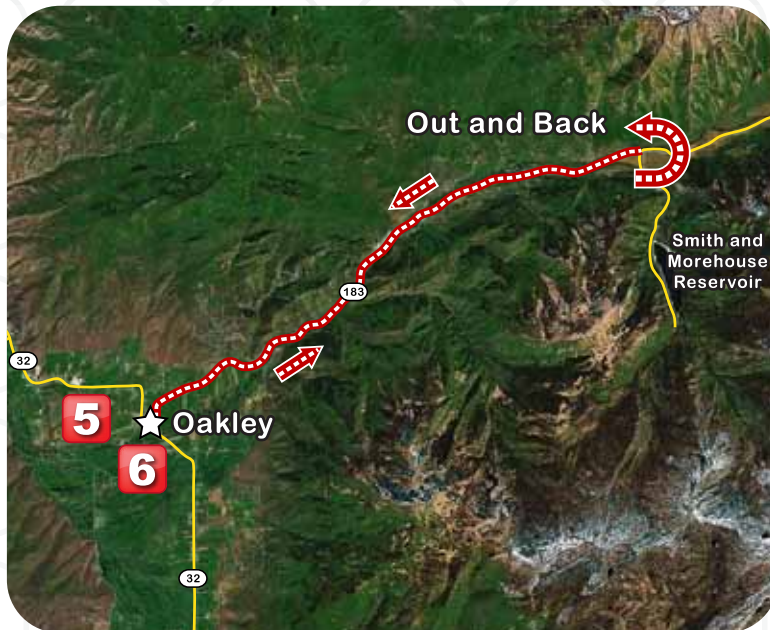 Out and Back
Smith and
Morehouse
Reservoir
183
32
5
Oakley
6
32